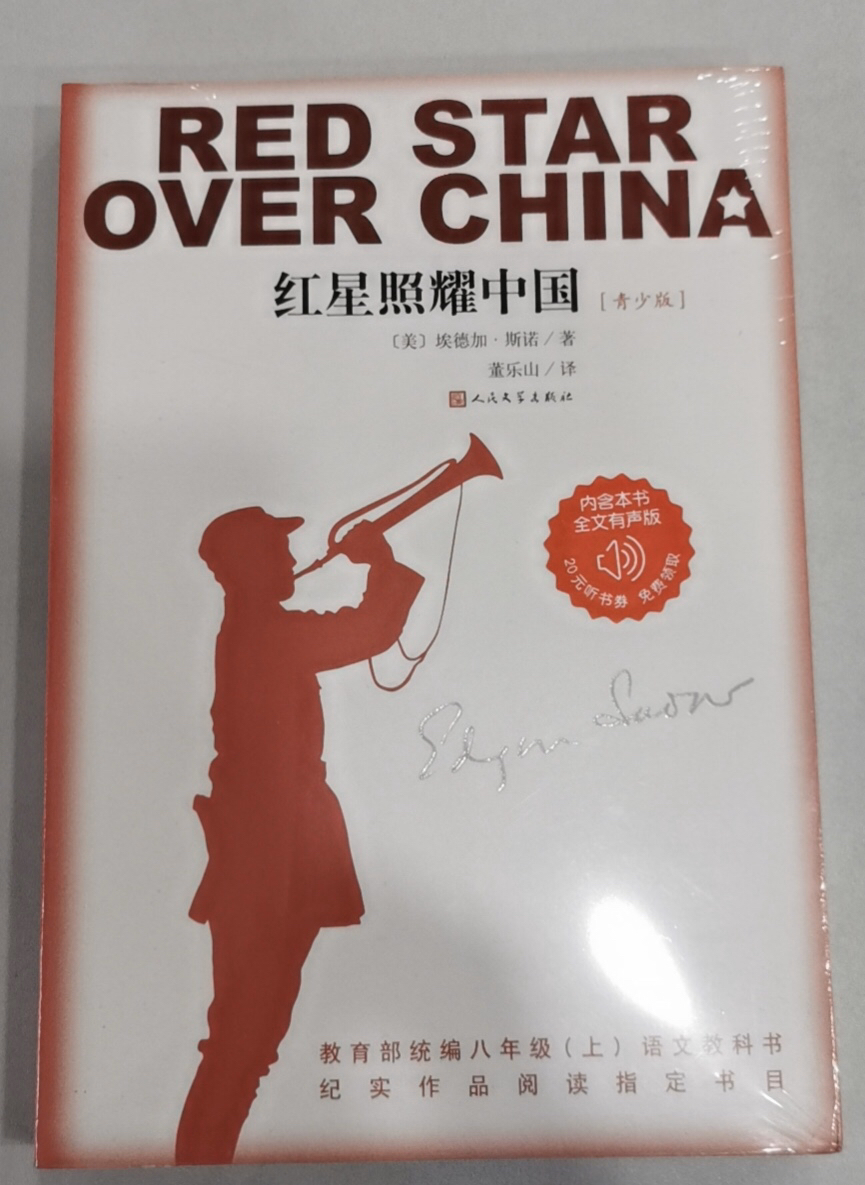 RED STAR
OVER CHINA
红星照耀中国 [青少版]
〔美〕埃德加·斯诺／著
董乐山／译
人民文学出版社
内含本书
全文有声版
20元听书券 免费领取
Edgar Snow
教育部统编八年级（上）语文教科书
纪实作品阅读指定书目